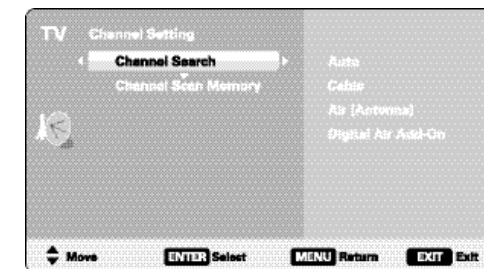 TV Channel Setting
Channel Search
Channel Scan Memory
Auto
Cable
Air [Antenna]
Digital Air Add-On
Move ENTER Select MENU Return EXIT Exit